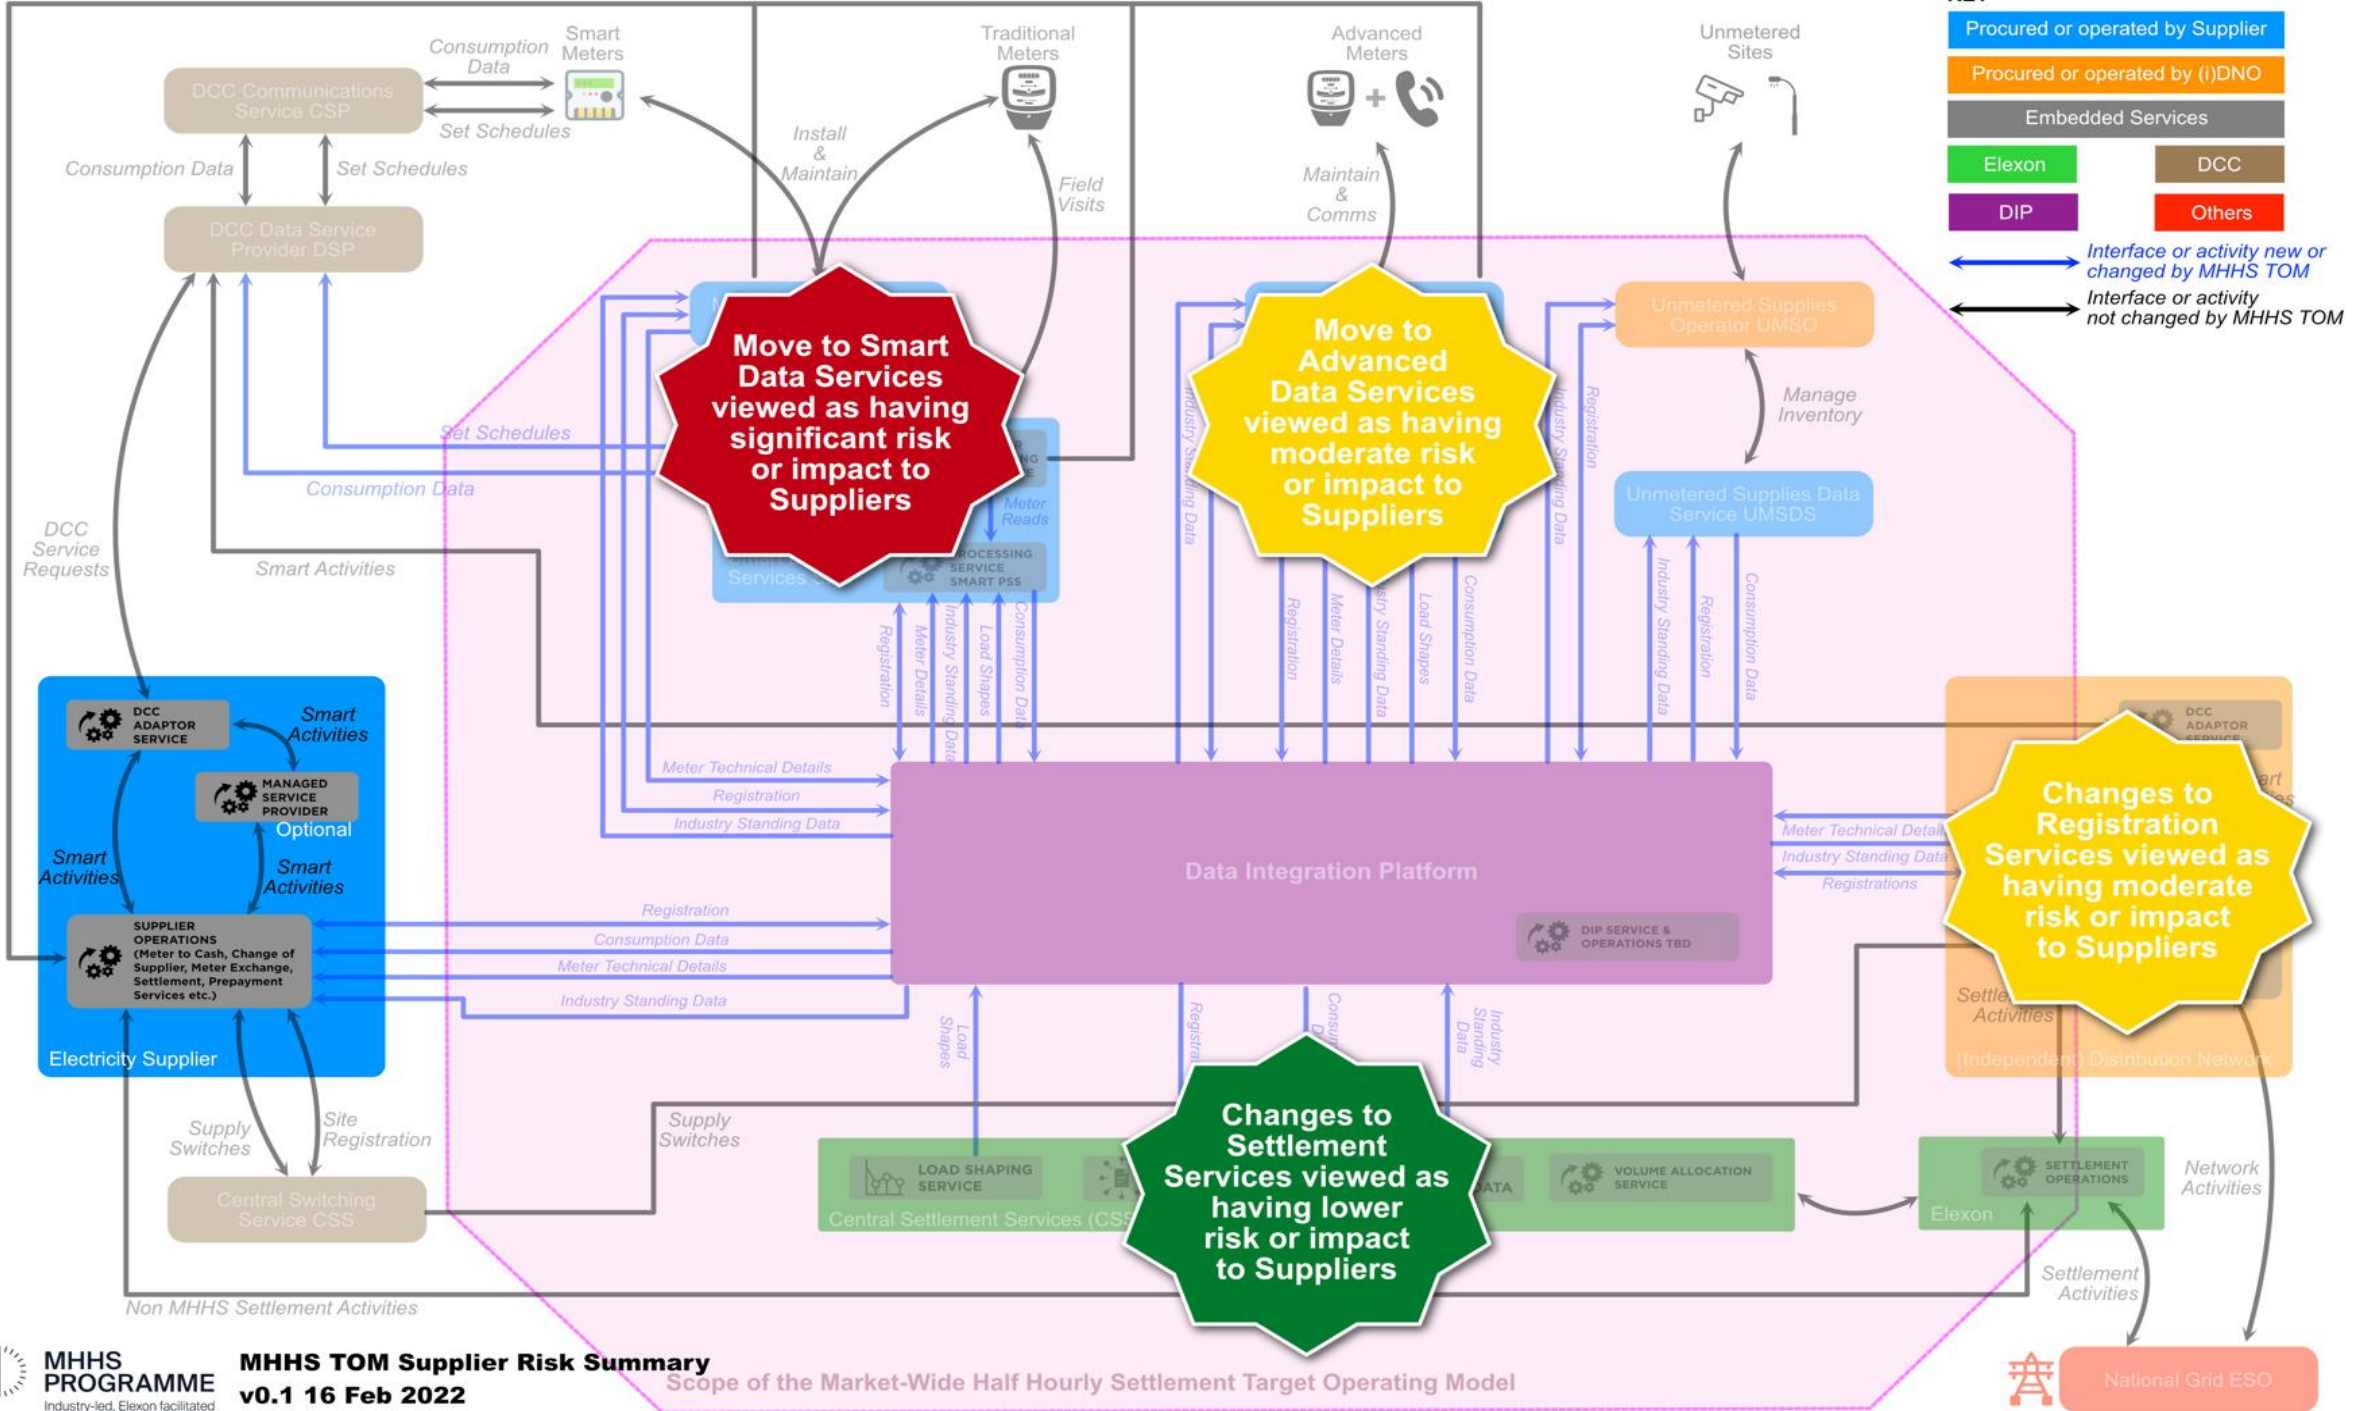 KEY
Procured or operated by Supplier
Procured or operated by (i)DNO
Embedded Services
Elexon
DCC
DIP
Others
Interface or activity new or
changed by MHHS TOM
Interface or activity
not changed by MHHS TOM
Smart
Meters
Traditional
Meters
Advanced
Meters
Unmetered
Sites
Consumption
Data
Set Schedules
DCC Communications
Service CSP
Consumption Data
Set Schedules
DCC Data Service
Provider DSP
Install
&
Maintain
Field
Visits
Maintain
&
Comms
Move to Smart
Data Services
viewed as having
significant risk
or impact to
Suppliers
Move to
Advanced
Data Services
viewed as having
moderate risk
or impact to
Suppliers
Unmetered Supplies
Operator UMSO
Manage
Inventory
Unmetered Supplies Data
Service UMSDS
Set Schedules
Consumption Data
Meter
Reads
PROCESSING
SERVICE
SMART PSS
Services
DCC
Service
Requests
Smart Activities
Registration
Meter Details
Industry Standing Data
Load Shapes
Consumption Data
Industry Standing Data
Registration
Meter Details
Industry Standing Data
Load Shapes
Consumption Data
Industry Standing Data
Registration
Industry Standing Data
Registration
Consumption Data
DCC
ADAPTOR
SERVICE
Smart
Activities
MANAGED
SERVICE
PROVIDER
Optional
Smart
Activities
Smart
Activities
SUPPLIER
OPERATIONS
(Meter to Cash, Change of
Supplier, Meter Exchange,
Settlement, Prepayment
Services etc.)
Electricity Supplier
Meter Technical Details
Registration
Industry Standing Data
Registration
Consumption Data
Meter Technical Details
Industry Standing Data
Data Integration Platform
DIP SERVICE &
OPERATIONS TBD
Meter Technical Details
Industry Standing Data
Registrations
DCC
ADAPTOR
SERVICE
Changes to
Registration
Services viewed as
having moderate
risk or impact
to Suppliers
Settlement
Activities
(Independent) Distribution Network
Load
Shapes
Industry
Standing
Data
Changes to
Settlement
Services viewed as
having lower
risk or impact
to Suppliers
Supply
Switches
Site
Registration
Supply
Switches
Central Switching
Service CSS
LOAD SHAPING
SERVICE
DATA
VOLUME ALLOCATION
SERVICE
Central Settlement Services (CSS
SETTLEMENT
OPERATIONS
Elexon
Network
Activities
Settlement
Activities
Non MHHS Settlement Activities
National Grid ESO
MHHS
PROGRAMME
Industry-led, Elexon facilitated
MHHS TOM Supplier Risk Summary
v0.1 16 Feb 2022
Scope of the Market-Wide Half Hourly Settlement Target Operating Model